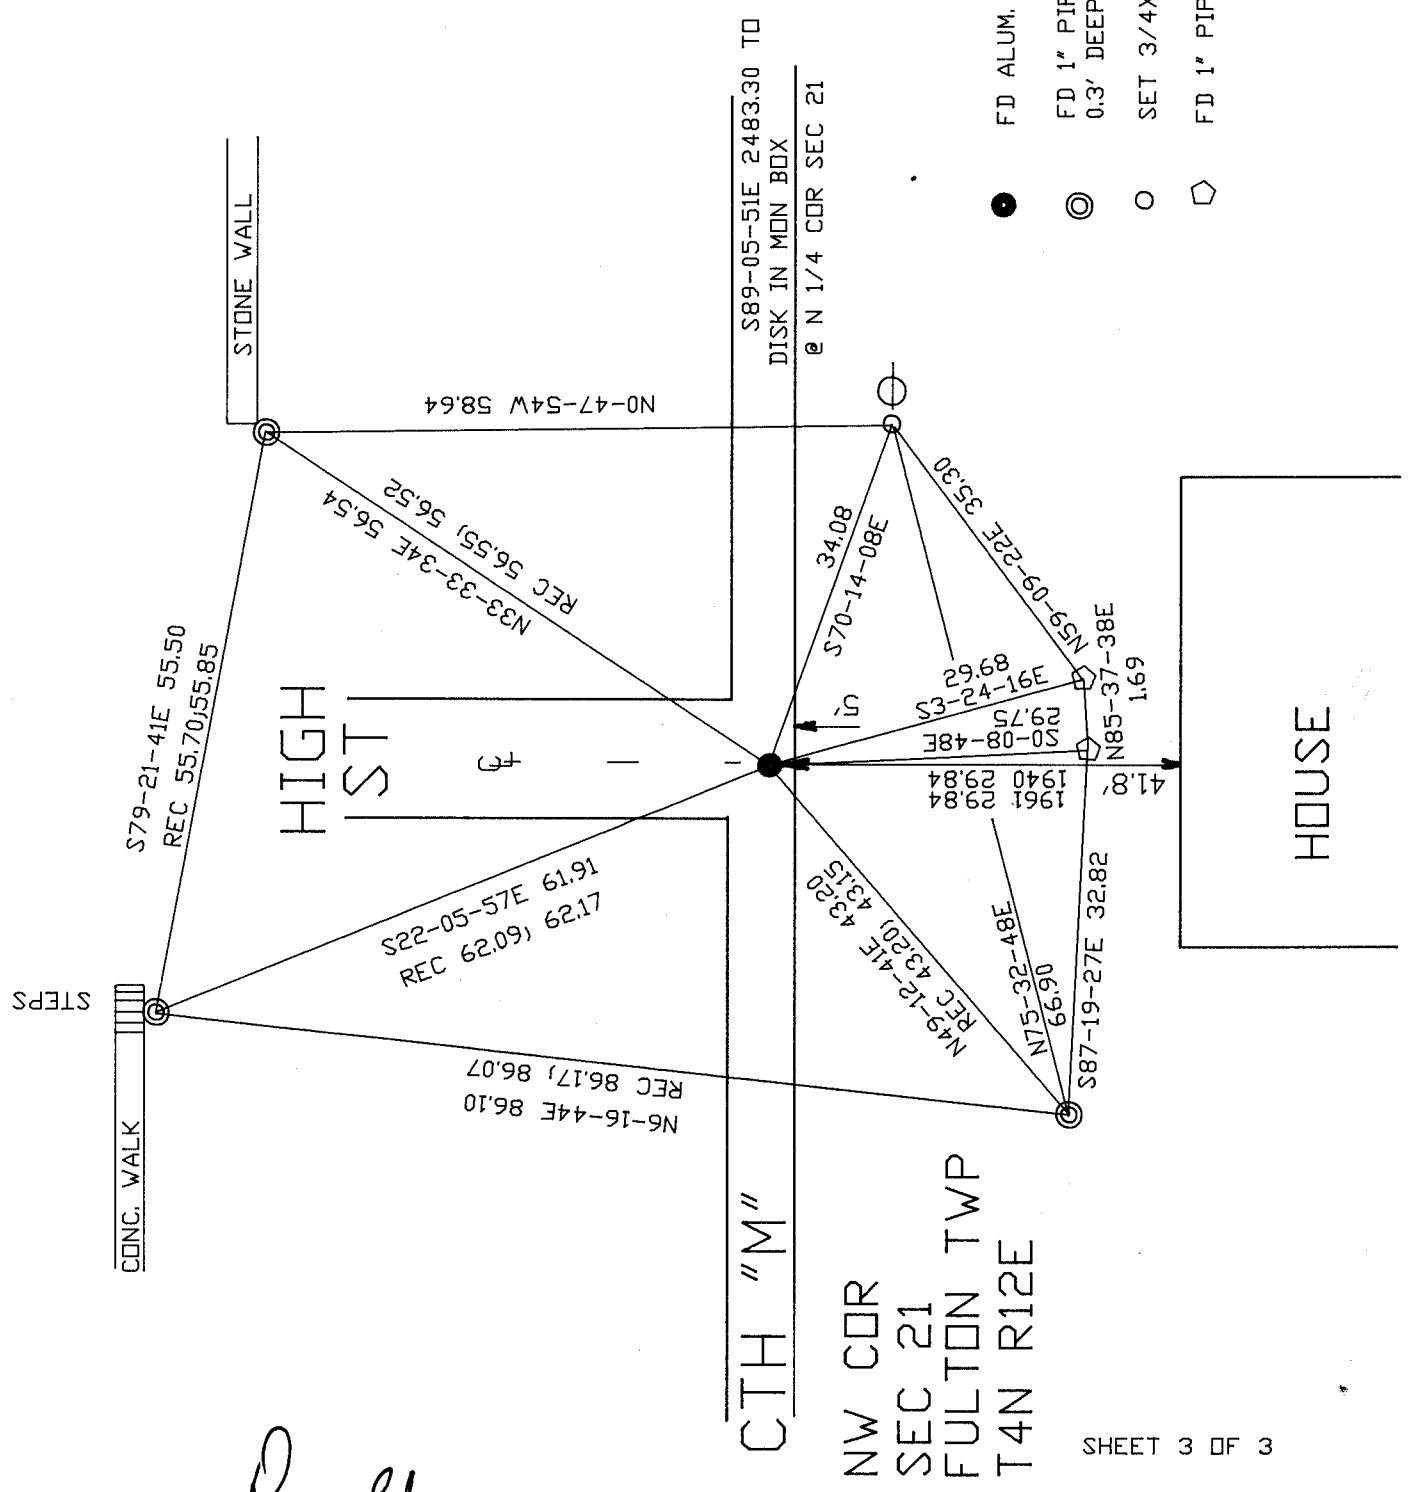 STEPS
CONC. WALK
STONE WALL
S79-21-41E 55.50
REC 55.70;55.85
HIGH
ST
N0-47-54W 58.64
N33-33-34E 56.54
REC 56.55; 56.52
S22-05-57E 61.91
REC 62.09; 62.17
N6-16-44E 86.10
REC 86.17; 86.07
S89-05-51E 2483.30 TO
DISK IN MON BOX
@ N 1/4 COR SEC 21
CTH "M"
34.08
S70-14-08E
5'
29.68
S3-24-16E
29.75
S0-08-48E
1940 29.84
1961 29.84
41.8'
N59-09-22E 35.30
N85-37-38E
1.69
N49-12-41E 43.20
REC 43.20; 43.15
N75-32-48E
66.90
S87-19-27E 32.82
HOUSE
NW COR
SEC 21
FULTON TWP
T4N R12E
SHEET 3 OF 3
FD ALUM.
FD 1"
0.3' DEEP
SET 3/4X
FD 1" PIP